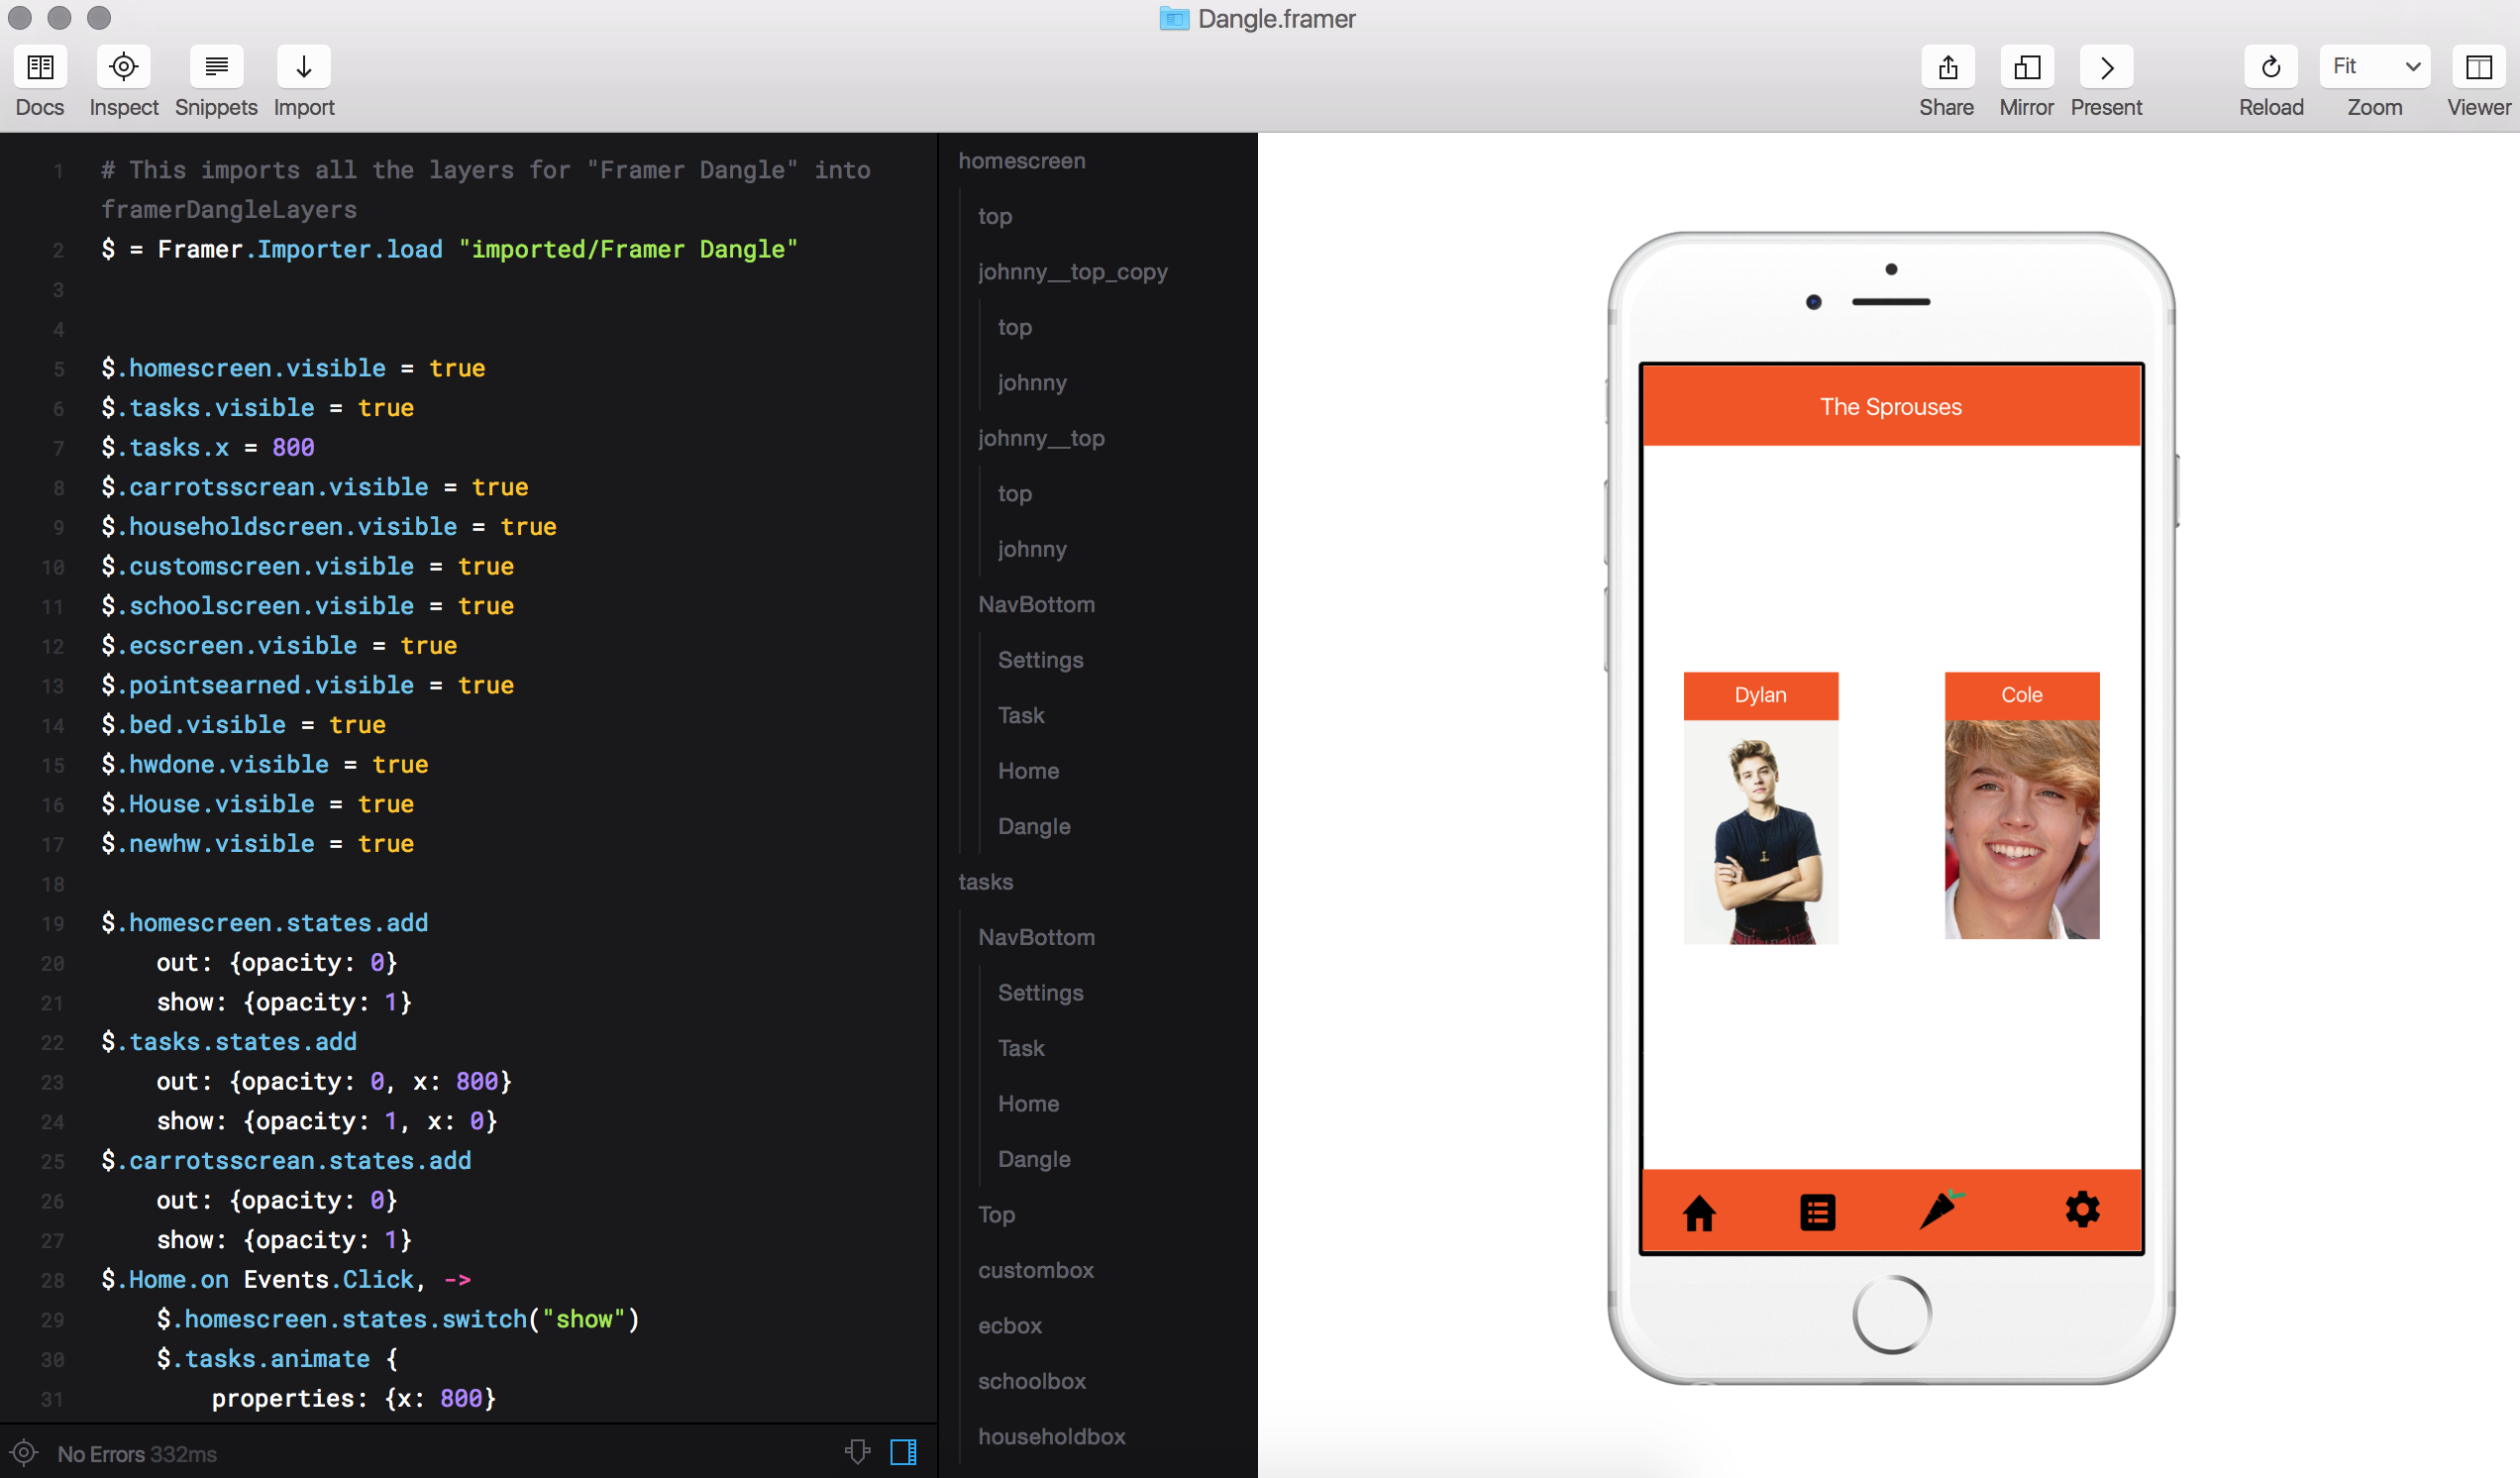 Dangle.framer
Docs Inspect Snippets Import Share Mirror Present Reload Fit Zoom Viewer
1 # This imports all the layers for "Framer Dangle" into
framerDangleLayers
2 $ = Framer.Importer.load "imported/Framer Dangle"
3
4
5 $.homescreen.visible = true
6 $.tasks.visible = true
7 $.tasks.x = 800
8 $.carrotsscrean.visible = true
9 $.householdscreen.visible = true
10 $.customscreen.visible = true
11 $.schoolscreen.visible = true
12 $.ecscreen.visible = true
13 $.pointsearned.visible = true
14 $.bed.visible = true
15 $.hwdone.visible = true
16 $.House.visible = true
17 $.newhw.visible = true
18
19 $.homescreen.states.add
20 out: {opacity: 0}
21 show: {opacity: 1}
22 $.tasks.states.add
23 out: {opacity: 0, x: 800}
24 show: {opacity: 1, x: 0}
25 $.carrotsscrean.states.add
26 out: {opacity: 0}
27 show: {opacity: 1}
28 $.Home.on Events.Click, ->
29 $.homescreen.states.switch("show")
30 $.tasks.animate {
31 properties: {x: 800}
No Errors 332ms
homescreen
top
johnny__top_copy
top
johnny
johnny__top
top
johnny
NavBottom
Settings
Task
Home
Dangle
tasks
NavBottom
Settings
Task
Home
Dangle
Top
custombox
ecbox
schoolbox
householdbox
The Sprouses
Dylan
Cole